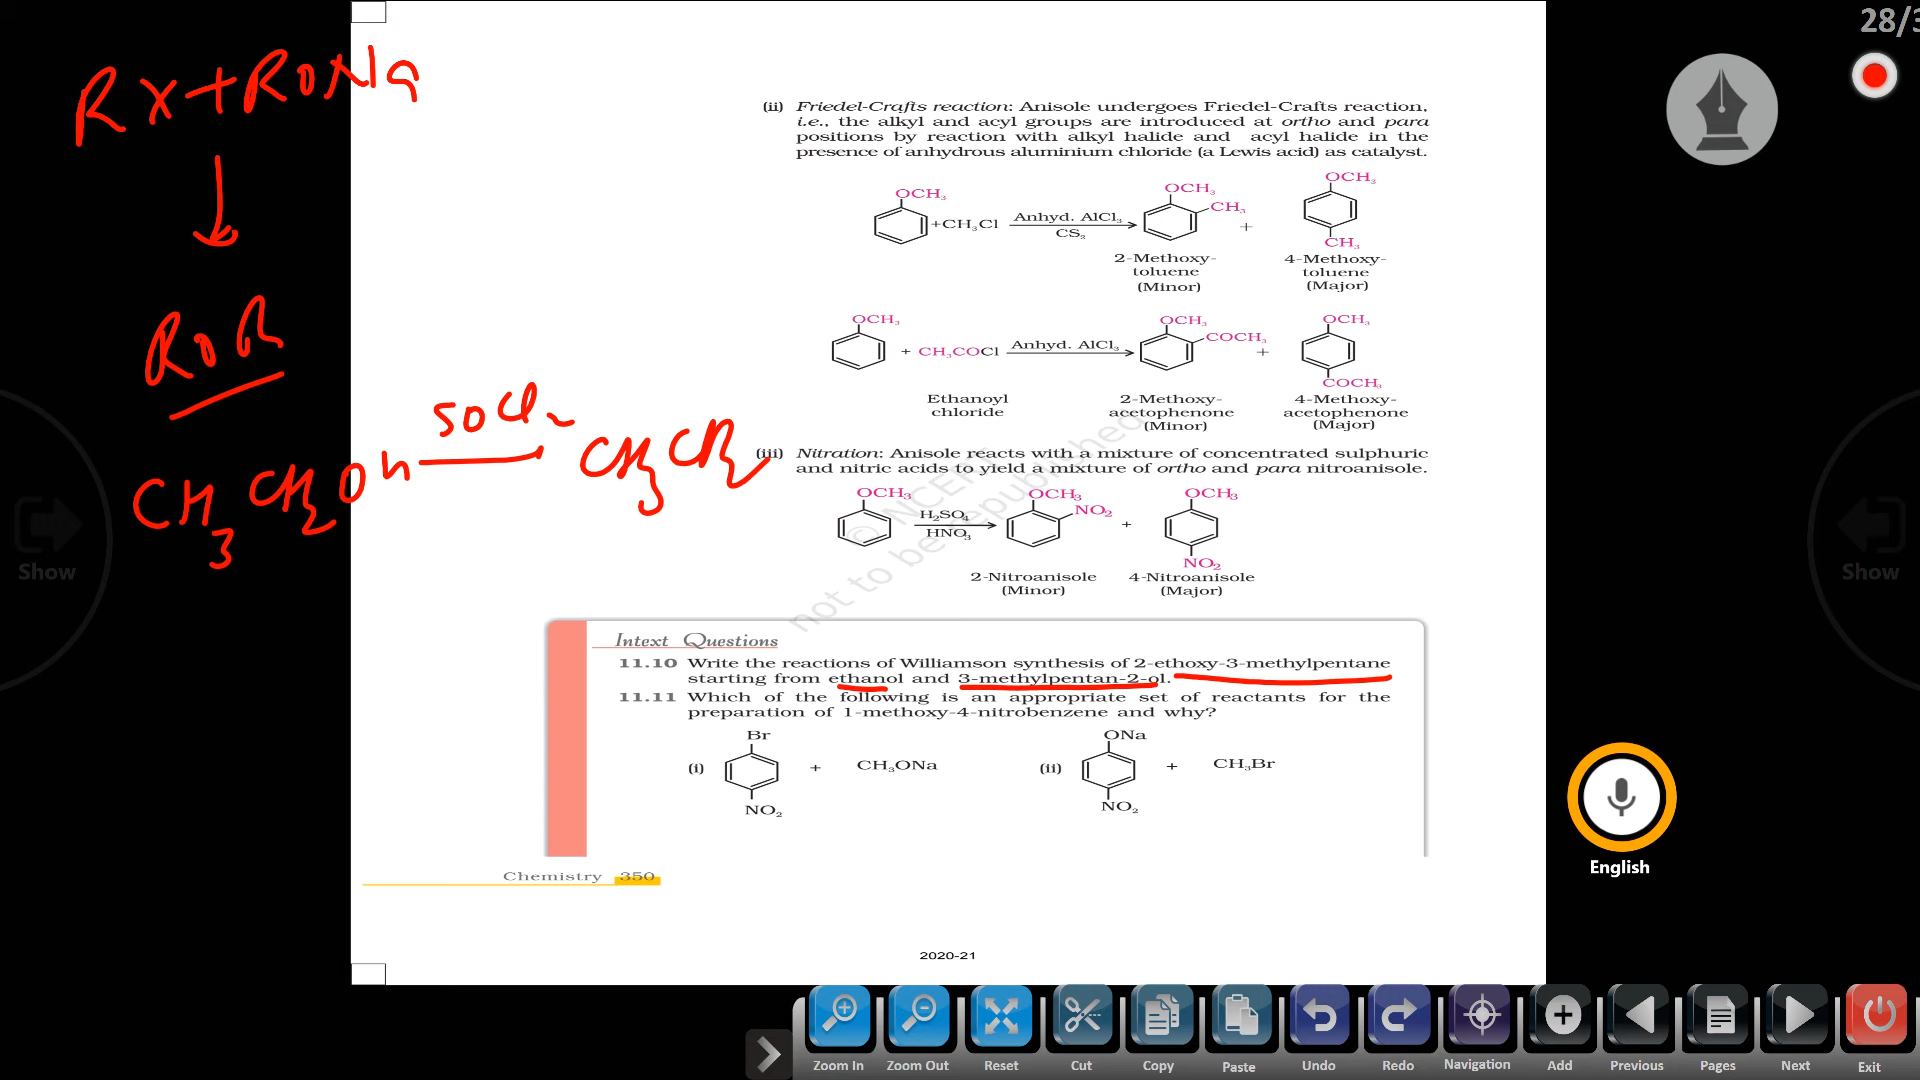 28/3
RX+RONa
ROR
CH3CH2OH SOCl2 CH3CH2
(ii) Friedel-Crafts reaction: Anisole undergoes Friedel-Crafts reaction,
i.e., the alkyl and acyl groups are introduced at ortho and para
positions by reaction with alkyl halide and acyl halide in the
presence of anhydrous aluminium chloride (a Lewis acid) as catalyst.
OCH₃ +CH₃Cl Anhyd. AlCl₃ CS₂ OCH₃ CH₃ + OCH₃ CH₃
2-Methoxy- 4-Methoxy-
toluene toluene
(Minor) (Major)
OCH₃ + CH₃COCl Anhyd. AlCl₃ OCH₃ COCH₃ + OCH₃ COCH₃
Ethanoyl 2-Methoxy- 4-Methoxy-
chloride acetophenone acetophenone
(Minor) (Major)
(iii) Nitration: Anisole reacts with a mixture of concentrated sulphuric
and nitric acids to yield a mixture of ortho and para nitroanisole.
OCH₃ H₂SO₄ HNO₃ OCH₃ NO₂ + OCH₃ NO₂
2-Nitroanisole 4-Nitroanisole
(Minor) (Major)
© NCERT
not to be republished
Intext Questions
11.10 Write the reactions of Williamson synthesis of 2-ethoxy-3-methylpentane
starting from ethanol and 3-methylpentan-2-ol.
11.11 Which of the following is an appropriate set of reactants for the
preparation of 1-methoxy-4-nitrobenzene and why?
Br ONa
(i) + CH₃ONa (ii) + CH₃Br
NO₂ NO₂
Chemistry 350
2020-21
Show
Show
English
Zoom In Zoom Out Reset Cut Copy Paste Undo Redo Navigation Add Previous Pages Next Exit